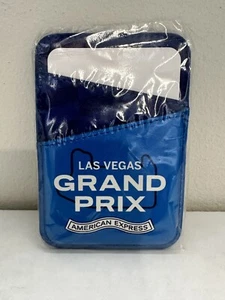 LAS VEGAS
GRAND
PRIX
AMERICAN EXPRESS